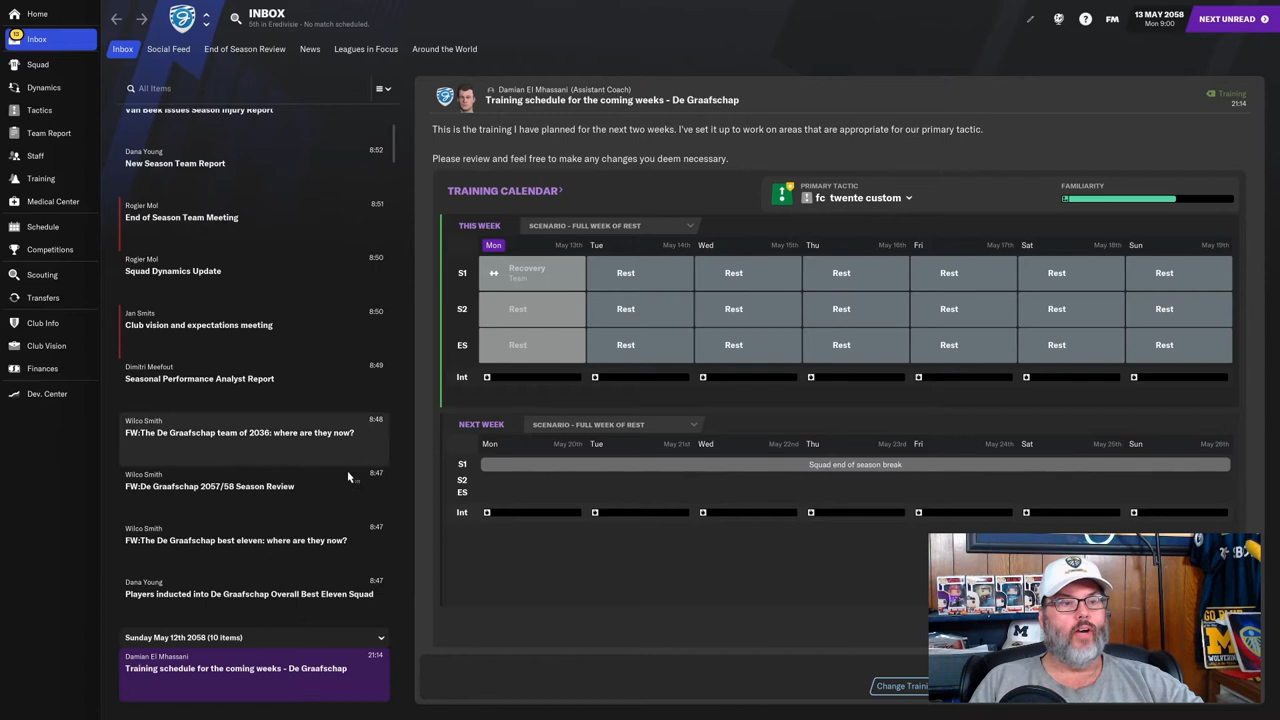 Home
Inbox
13
Squad
Dynamics
Tactics
Team Report
Staff
Training
Medical Center
Schedule
Competitions
Scouting
Transfers
Club Info
Club Vision
Finances
Dev. Center
INBOX
5th in Eredivisie - No match scheduled.
FM
13 MAY 2058
Mon 9:00
NEXT UNREAD
Inbox
Social Feed
End of Season Review
News
Leagues in Focus
Around the World
All Items
Van Beek Issues Season Injury Report
Dana Young
8:52
New Season Team Report
Rogier Mol
8:51
End of Season Team Meeting
Rogier Mol
8:50
Squad Dynamics Update
Jan Smits
8:50
Club vision and expectations meeting
Dimitri Meefout
8:49
Seasonal Performance Analyst Report
Wilco Smith
8:48
FW:The De Graafschap team of 2036: where are they now?
Wilco Smith
8:47
FW:De Graafschap 2057/58 Season Review
Wilco Smith
8:47
FW:The De Graafschap best eleven: where are they now?
Dana Young
8:47
Players inducted into De Graafschap Overall Best Eleven Squad
Sunday May 12th 2058 (10 items)
Damian El Mhassani
21:14
Training schedule for the coming weeks - De Graafschap
Damian El Mhassani (Assistant Coach)
Training schedule for the coming weeks - De Graafschap
Training
21:14
This is the training I have planned for the next two weeks. I've set it up to work on areas that are appropriate for our primary tactic.
Please review and feel free to make any changes you deem necessary.
TRAINING CALENDAR
PRIMARY TACTIC
fc twente custom
FAMILIARITY
THIS WEEK
SCENARIO - FULL WEEK OF REST
Mon May 13th Tue May 14th Wed May 15th Thu May 16th Fri May 17th Sat May 18th Sun May 19th
S1 Recovery Rest Rest Rest Rest Rest Rest
Team
S2 Rest Rest Rest Rest Rest Rest Rest
ES Rest Rest Rest Rest Rest Rest Rest
Int
NEXT WEEK
SCENARIO - FULL WEEK OF REST
Mon May 20th Tue May 21st Wed May 22nd Thu May 23rd Fri May 24th Sat May 25th Sun May 26th
S1 Squad end of season break
S2
ES
Int
Change Traini
M
GO
M
WOLVERIN